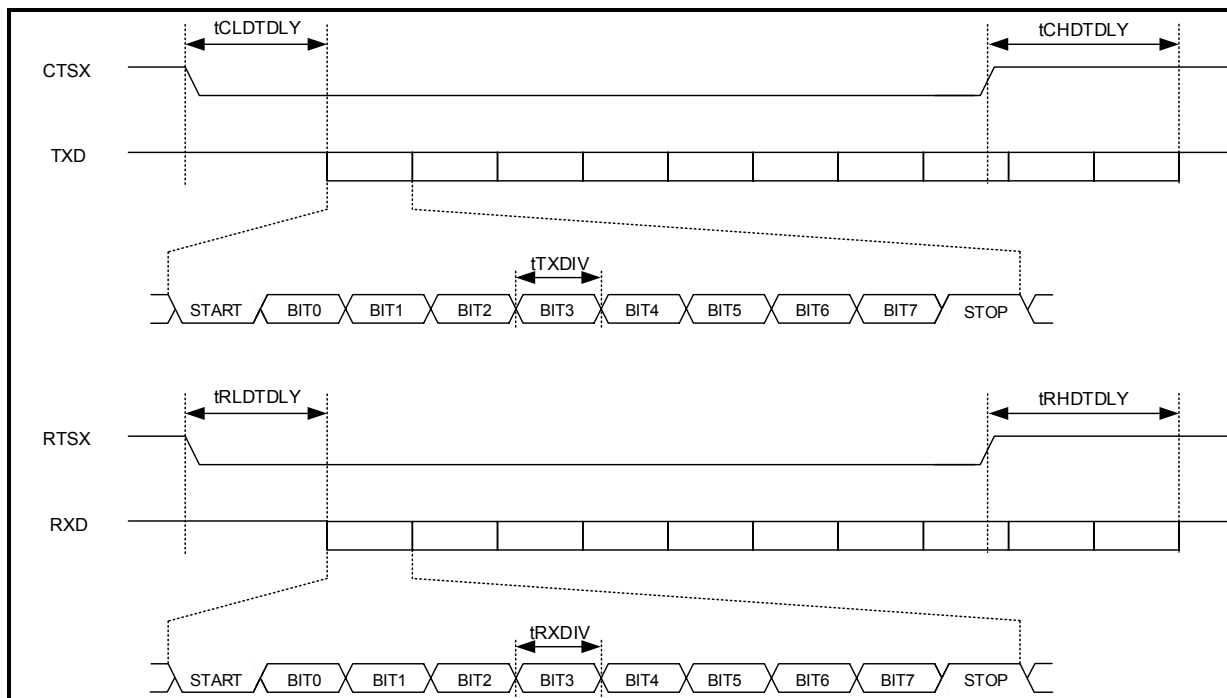 tCLDTDLY tCHDTDLY
CTSX
TXD
tTXDIV
START BIT0 BIT1 BIT2 BIT3 BIT4 BIT5 BIT6 BIT7 STOP
tRLDTDLY tRHDTDLY
RTSX
RXD
tRXDIV
START BIT0 BIT1 BIT2 BIT3 BIT4 BIT5 BIT6 BIT7 STOP